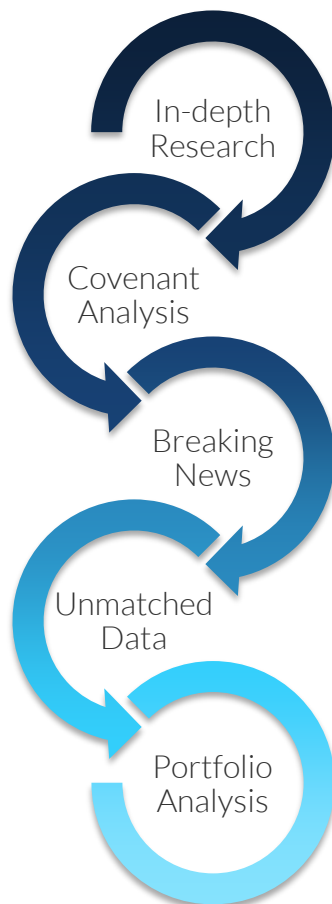 In-depth
Research
Covenant
Analysis
Breaking
News
Unmatched
Data
Portfolio
Analysis